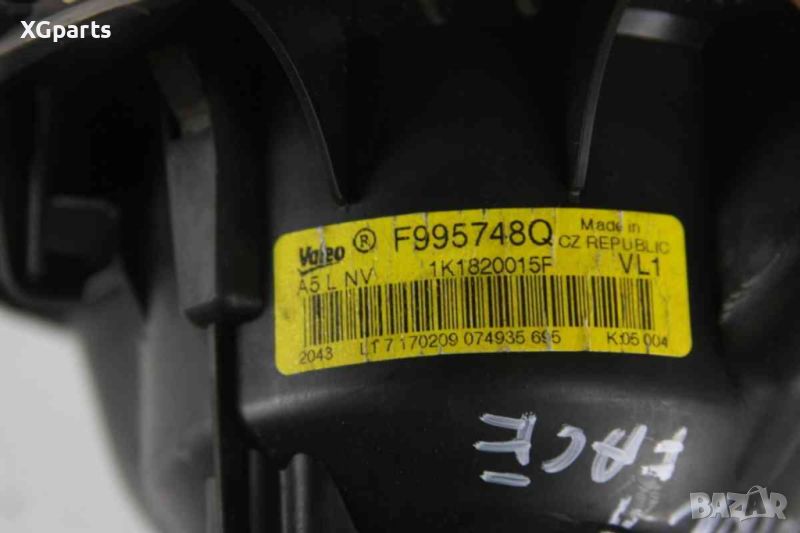 XGparts
Valeo ® F995748Q Made in
CZ REPUBLIC
A5 L NV 1K1820015F VL1
2043 L1 7 170209 074935 695 K:05 004
BAZAR